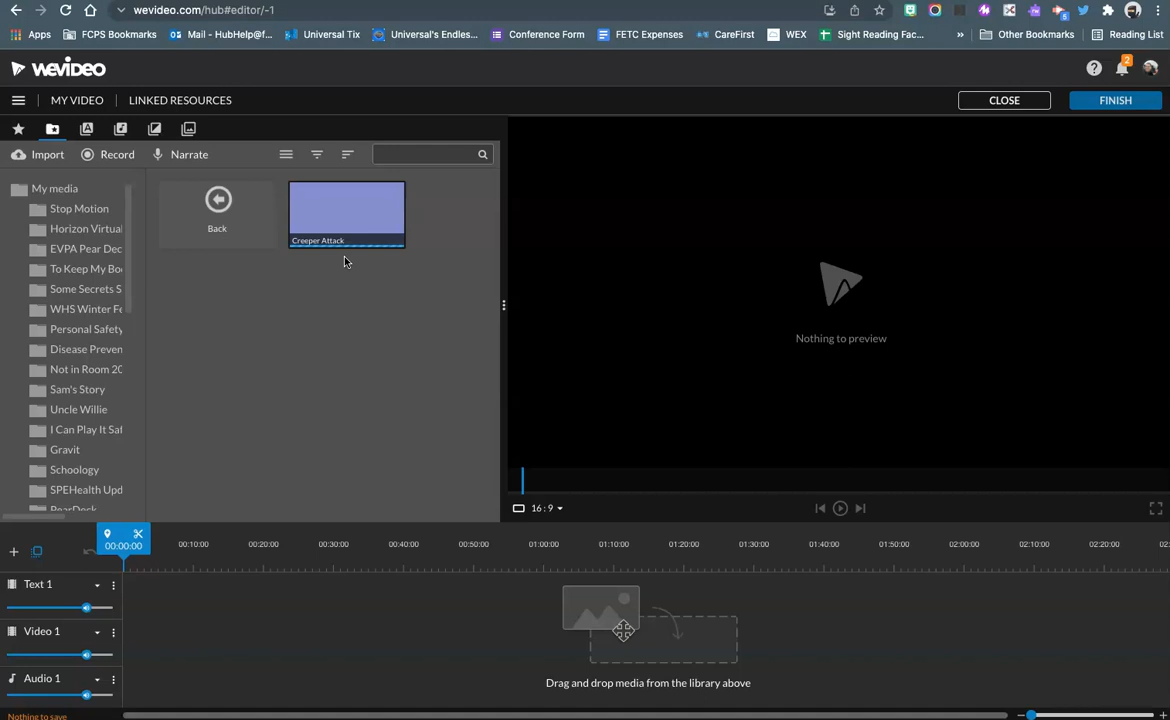 wevideo.com/hub#editor/-1
Apps FCPS Bookmarks Mail - HubHelp@f... Universal Tix Universal's Endles... Conference Form FETC Expenses CareFirst WEX Sight Reading Fac... » Other Bookmarks Reading List
wevideo 2
MY VIDEO LINKED RESOURCES CLOSE FINISH
Import Record Narrate
My media
Stop Motion
Horizon Virtual
EVPA Pear Dec
To Keep My Bo
Some Secrets S
WHS Winter Fe
Personal Safety
Disease Preven
Not in Room 20
Sam's Story
Uncle Willie
I Can Play It Saf
Gravit
Schoology
SPEHealth Upd
PearDeck
Back
Creeper Attack
Nothing to preview
16 : 9
00:00:00 00:10:00 00:20:00 00:30:00 00:40:00 00:50:00 01:00:00 01:10:00 01:20:00 01:30:00 01:40:00 01:50:00 02:00:00 02:10:00 02:20:00 02:
Text 1
Video 1
Audio 1
Drag and drop media from the library above
Nothing to save